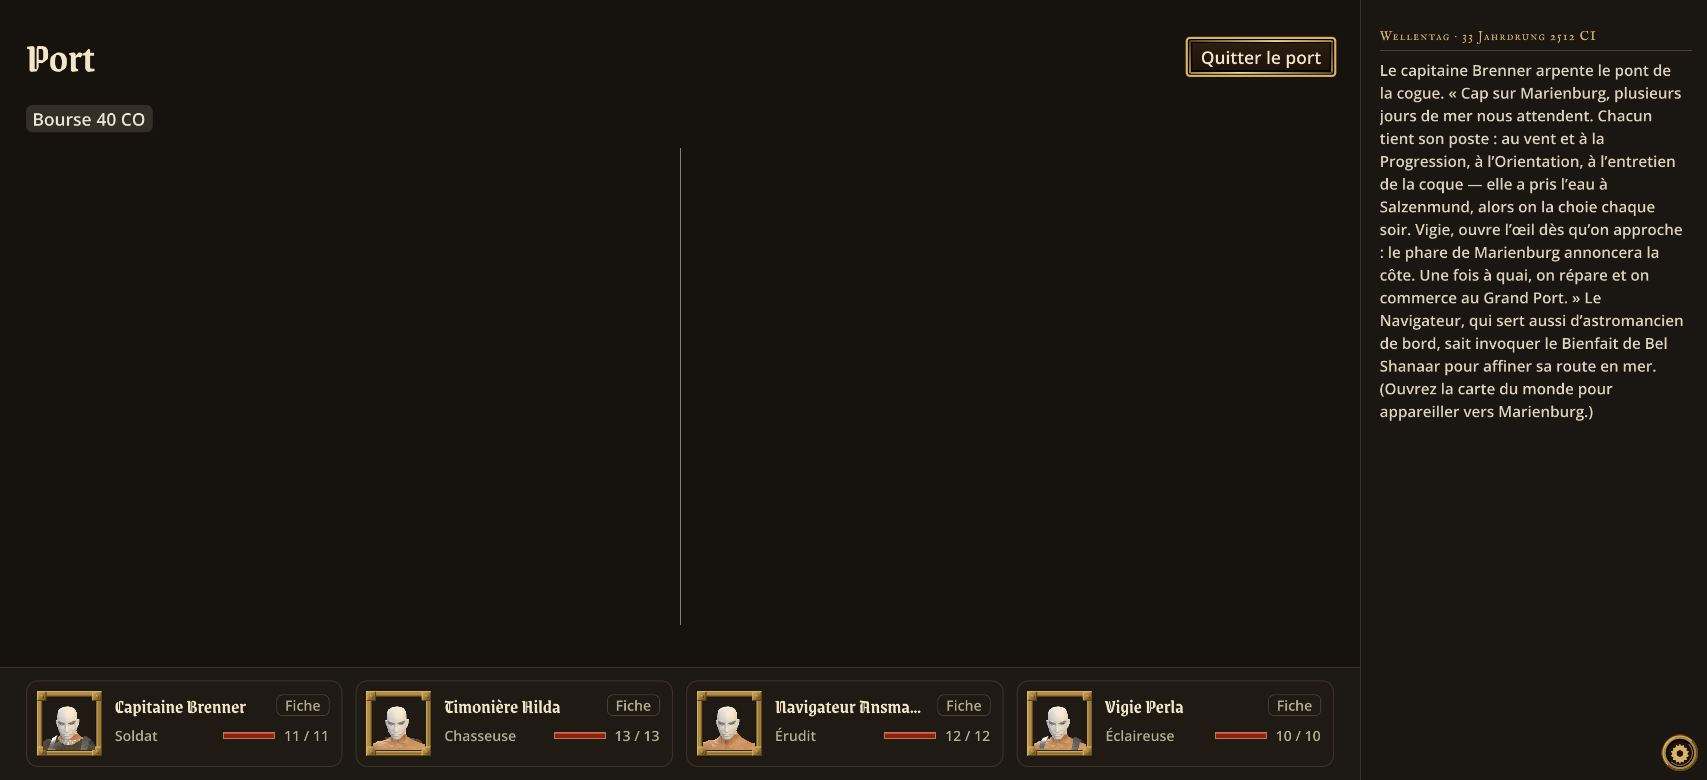 Port
Quitter le port
Bourse 40 CO
Wellentag · 33 Jahrdrung 2512 CI
Le capitaine Brenner arpente le pont de
la cogue. « Cap sur Marienburg, plusieurs
jours de mer nous attendent. Chacun
tient son poste : au vent et à la
Progression, à l’Orientation, à l’entretien
de la coque — elle a pris l’eau à
Salzenmund, alors on la choie chaque
soir. Vigie, ouvre l’œil dès qu’on approche
: le phare de Marienburg annoncera la
côte. Une fois à quai, on répare et on
commerce au Grand Port. » Le
Navigateur, qui sert aussi d’astromancien
de bord, sait invoquer le Bienfait de Bel
Shanaar pour affiner sa route en mer.
(Ouvrez la carte du monde pour
appareiller vers Marienburg.)
Capitaine Brenner Fiche
Soldat 11 / 11
Timonière Hilda Fiche
Chasseuse 13 / 13
Navigateur Ansma… Fiche
Érudit 12 / 12
Vigie Perla Fiche
Éclaireuse 10 / 10